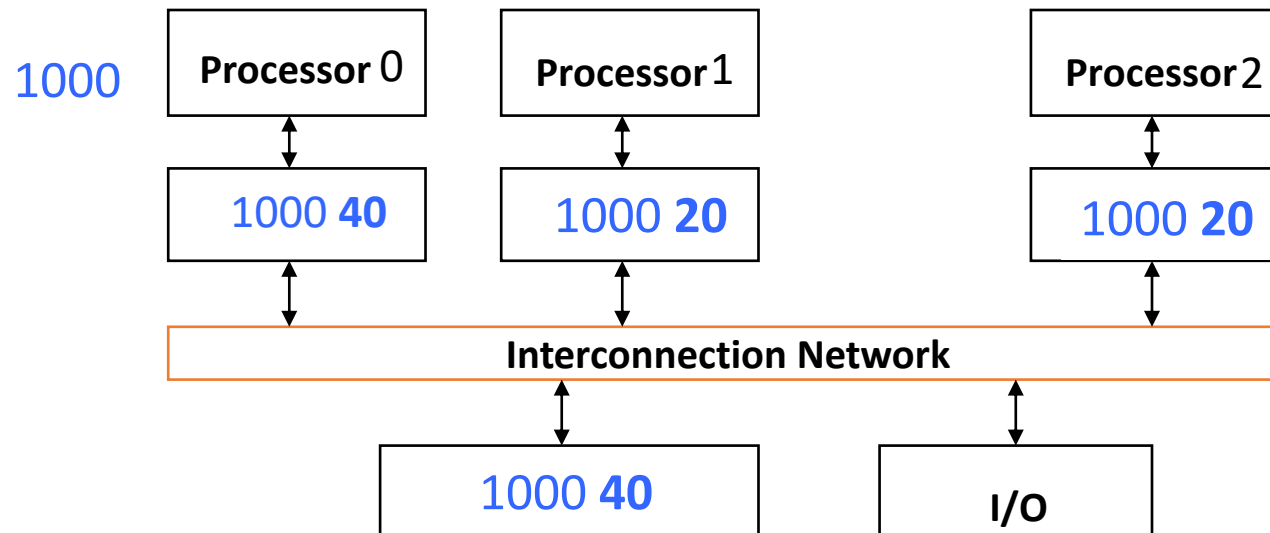 Processor 0
Processor 1
Processor 2
1000
1000 40
1000 20
1000 20
Interconnection Network
1000 40
I/O